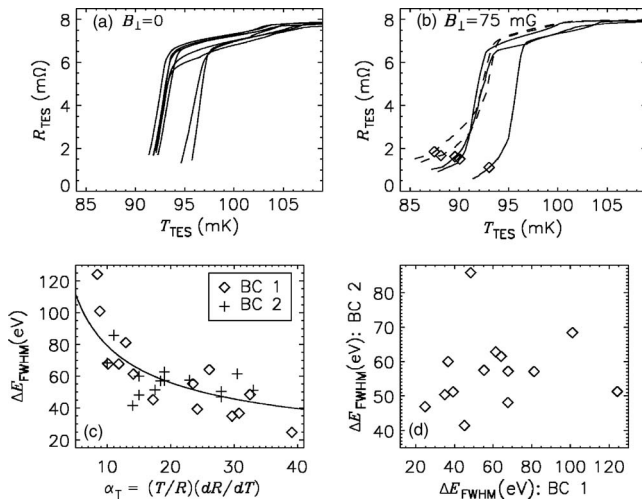 (a) B⊥=0
8
6
4
2
0
R_TES (mΩ)
85 90 95 100 105
T_TES (mK)
(b) B⊥=75 mG
8
6
4
2
0
R_TES (mΩ)
85 90 95 100 105
T_TES (mK)
120
100
80
60
40
20
ΔE_FWHM(eV)
◇ BC 1
+ BC 2
(c)
10 20 30 40
α_T = (T/R)(dR/dT)
80
70
60
50
40
ΔE_FWHM(eV): BC 2
(d)
20 40 60 80 100 120
ΔE_FWHM(eV): BC 1